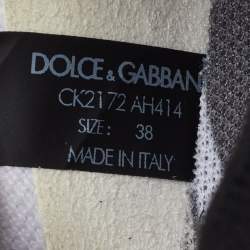 DOLCE & GABBAN
CK2172 AH414
SIZE: 38
MADE IN ITALY